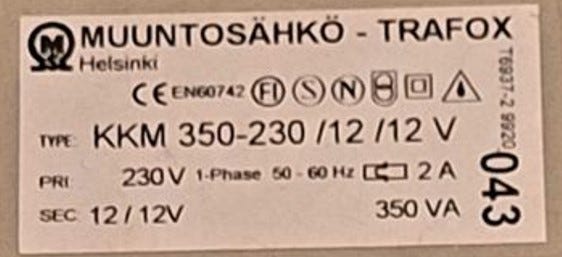 MUUNTOSÄHKÖ - TRAFOX
Helsinki
CE EN60742 FI S N
TYPE: KKM 350-230 /12 /12 V
PRI: 230 V 1-Phase 50 - 60 Hz 2 A
SEC 12 / 12V 350 VA
T6937-2 9920
043